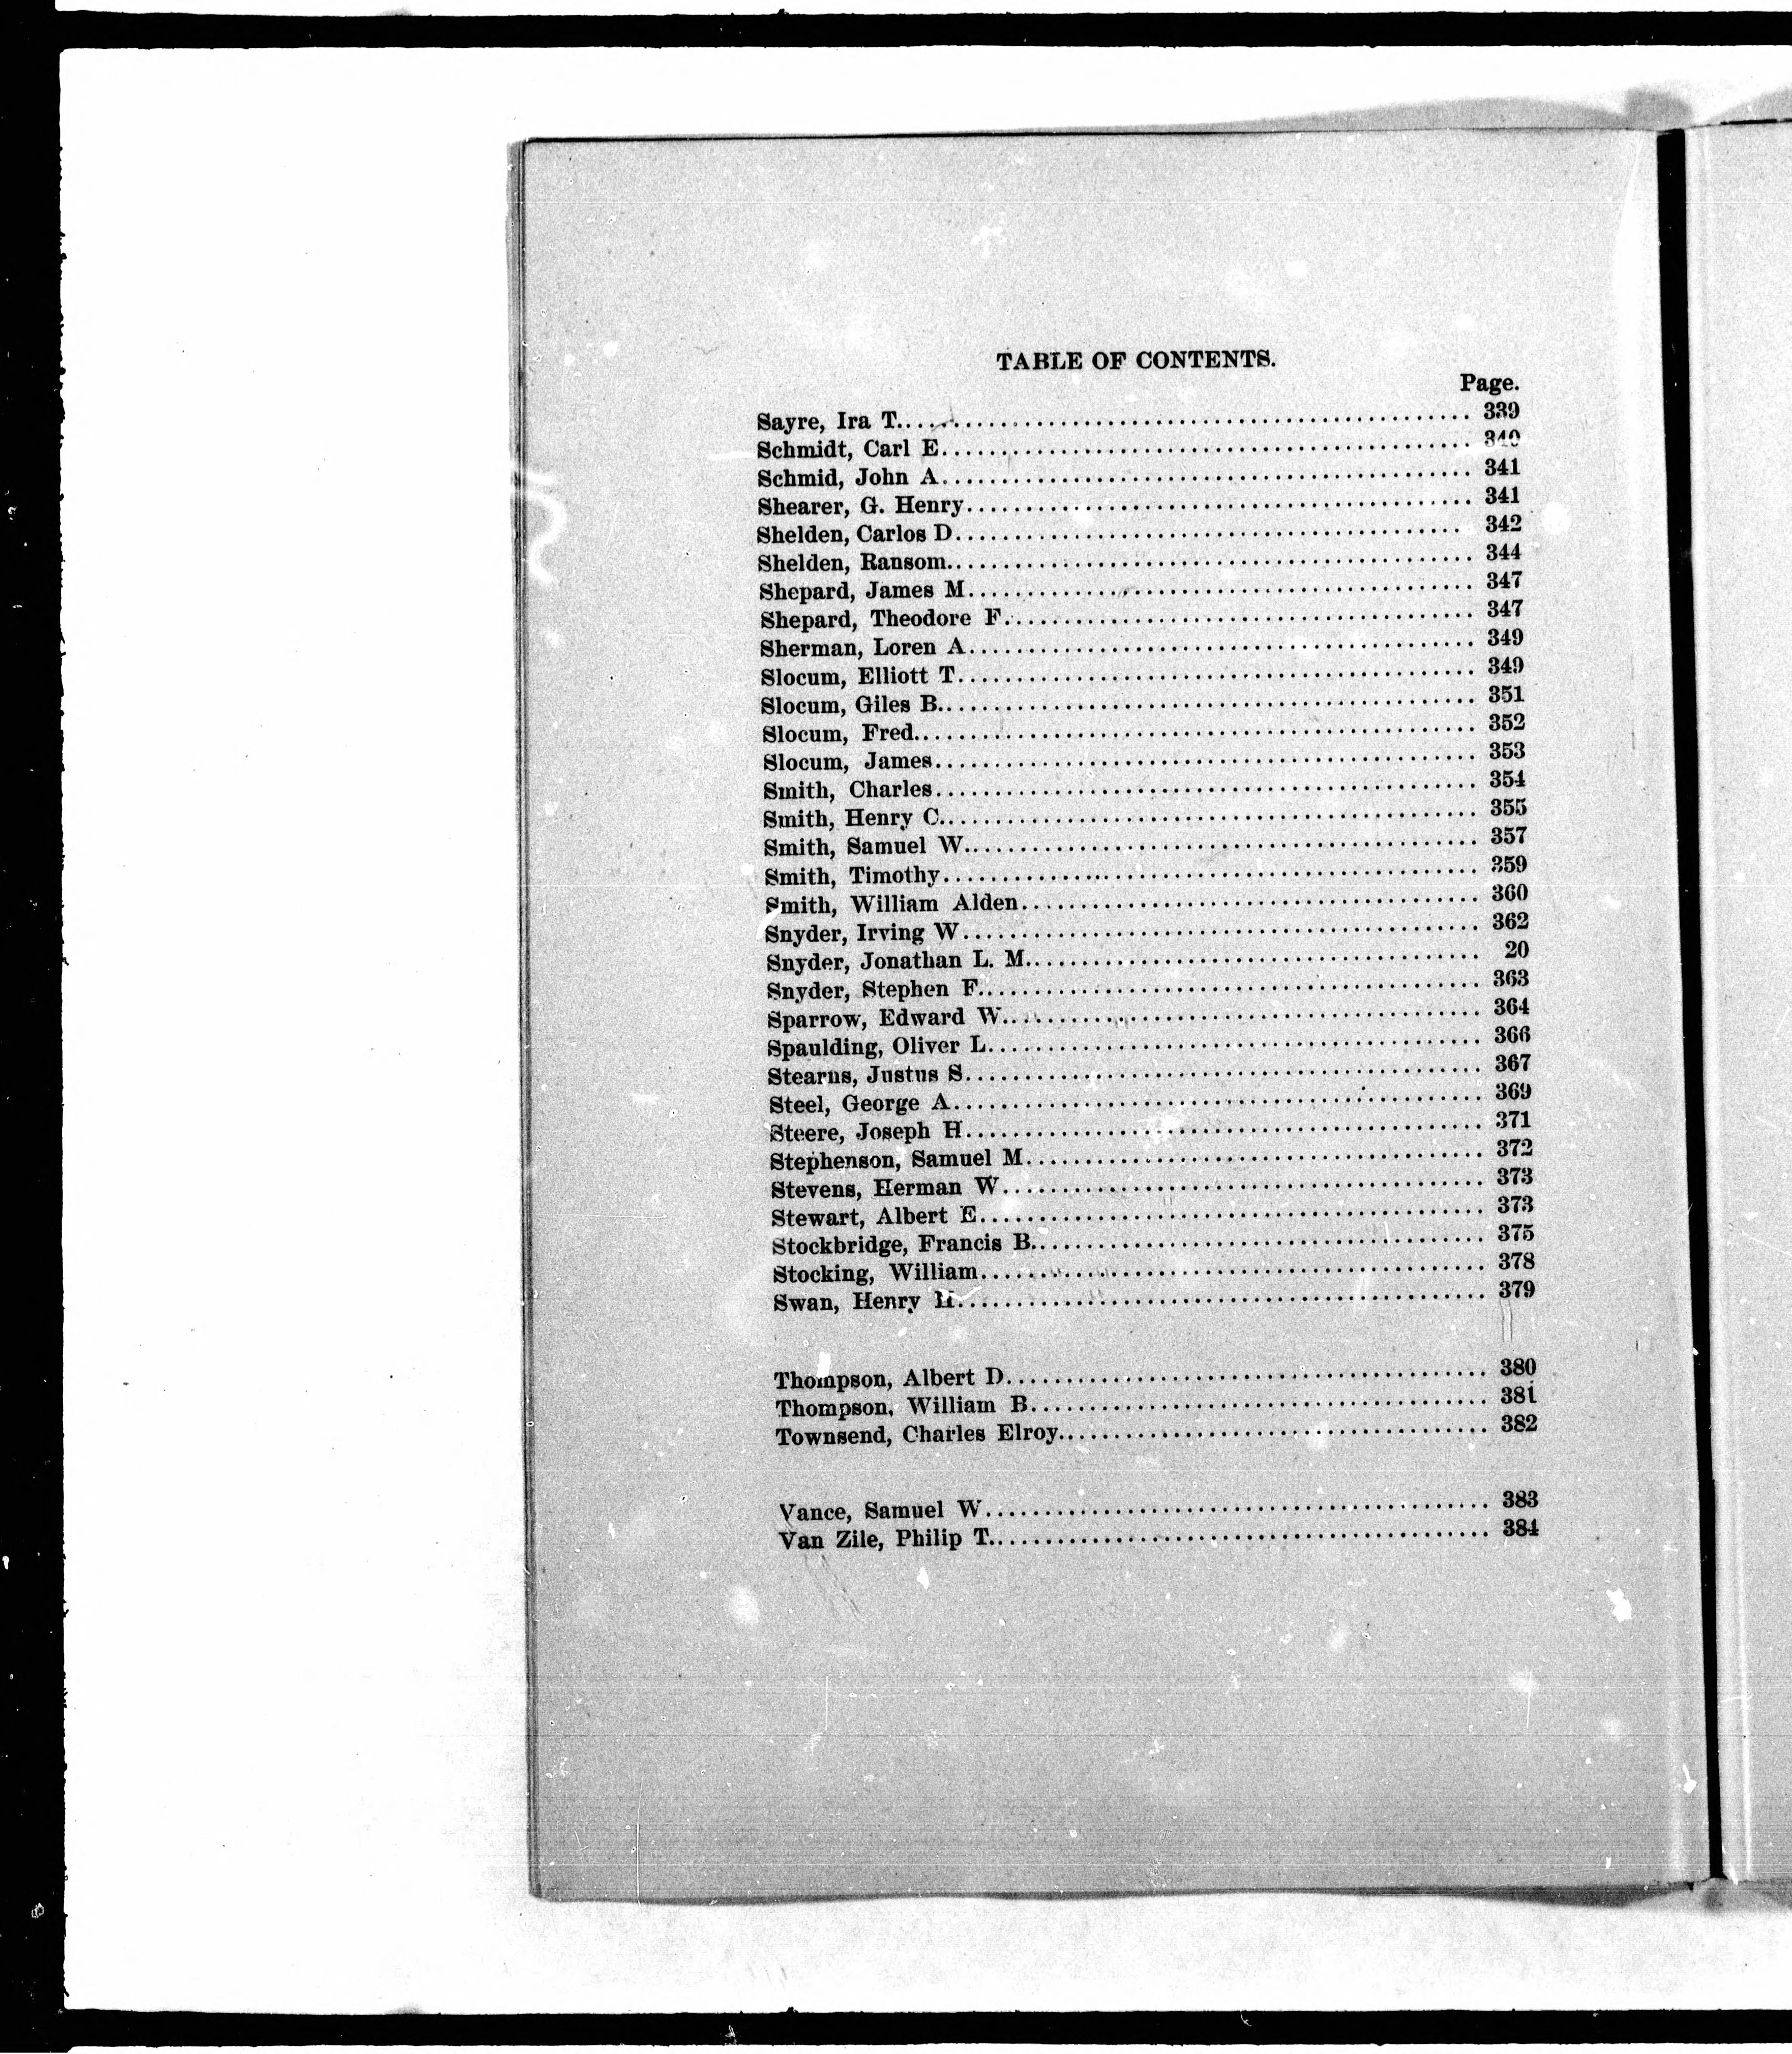 TABLE OF CONTENTS.
Page.
Sayre, Ira T. 339
Schmidt, Carl E. 340
Schmid, John A. 341
Shearer, G. Henry 341
Shelden, Carlos D. 342
Shelden, Ransom. 344
Shepard, James M. 347
Shepard, Theodore F. 347
Sherman, Loren A. 349
Slocum, Elliott T. 349
Slocum, Giles B. 351
Slocum, Fred. 352
Slocum, James 353
Smith, Charles 354
Smith, Henry C. 355
Smith, Samuel W. 357
Smith, Timothy 359
Smith, William Alden 360
Snyder, Irving W. 362
Snyder, Jonathan L. M. 20
Snyder, Stephen F. 363
Sparrow, Edward W. 364
Spaulding, Oliver L. 366
Stearns, Justus S. 367
Steel, George A. 369
Steere, Joseph H. 371
Stephenson, Samuel M. 372
Stevens, Herman W. 373
Stewart, Albert E. 373
Stockbridge, Francis B. 375
Stocking, William 378
Swan, Henry H. 379
Thompson, Albert D. 380
Thompson, William B. 381
Townsend, Charles Elroy. 382
Vance, Samuel W. 383
Van Zile, Philip T. 384